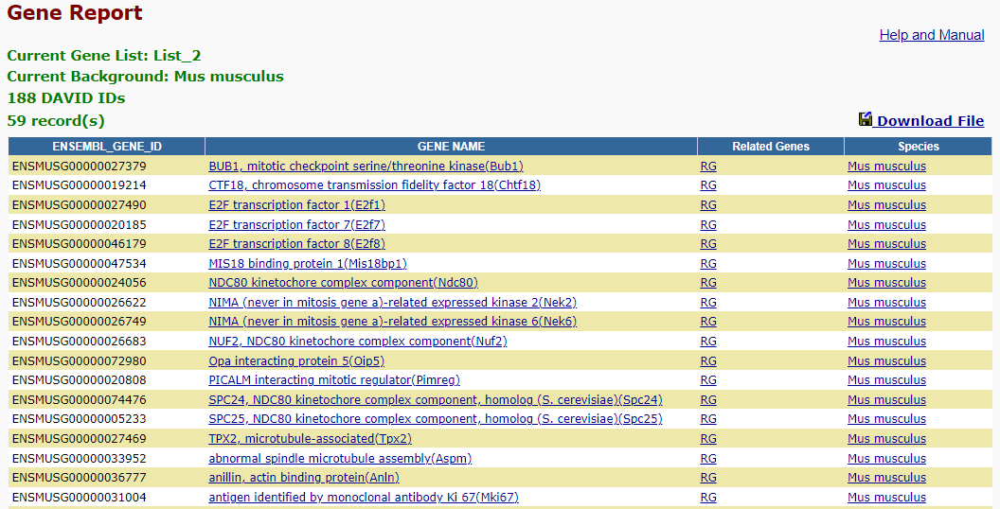 Gene Report
Help and Manual
Current Gene List: List_2
Current Background: Mus musculus
188 DAVID IDs
59 record(s)
Download File
ENSEMBL_GENE_ID GENE NAME Related Genes Species
ENSMUSG00000027379 BUB1, mitotic checkpoint serine/threonine kinase(Bub1) RG Mus musculus
ENSMUSG00000019214 CTF18, chromosome transmission fidelity factor 18(Chtf18) RG Mus musculus
ENSMUSG00000027490 E2F transcription factor 1(E2f1) RG Mus musculus
ENSMUSG00000020185 E2F transcription factor 7(E2f7) RG Mus musculus
ENSMUSG00000046179 E2F transcription factor 8(E2f8) RG Mus musculus
ENSMUSG00000047534 MIS18 binding protein 1(Mis18bp1) RG Mus musculus
ENSMUSG00000024056 NDC80 kinetochore complex component(Ndc80) RG Mus musculus
ENSMUSG00000026622 NIMA (never in mitosis gene a)-related expressed kinase 2(Nek2) RG Mus musculus
ENSMUSG00000026749 NIMA (never in mitosis gene a)-related expressed kinase 6(Nek6) RG Mus musculus
ENSMUSG00000026683 NUF2, NDC80 kinetochore complex component(Nuf2) RG Mus musculus
ENSMUSG00000072980 Opa interacting protein 5(Oip5) RG Mus musculus
ENSMUSG00000020808 PICALM interacting mitotic regulator(Pimreg) RG Mus musculus
ENSMUSG00000074476 SPC24, NDC80 kinetochore complex component, homolog (S. cerevisiae)(Spc24) RG Mus musculus
ENSMUSG00000005233 SPC25, NDC80 kinetochore complex component, homolog (S. cerevisiae)(Spc25) RG Mus musculus
ENSMUSG00000027469 TPX2, microtubule-associated(Tpx2) RG Mus musculus
ENSMUSG00000033952 abnormal spindle microtubule assembly(Aspm) RG Mus musculus
ENSMUSG00000036777 anillin, actin binding protein(Anln) RG Mus musculus
ENSMUSG00000031004 antigen identified by monoclonal antibody Ki 67(Mki67) RG Mus musculus